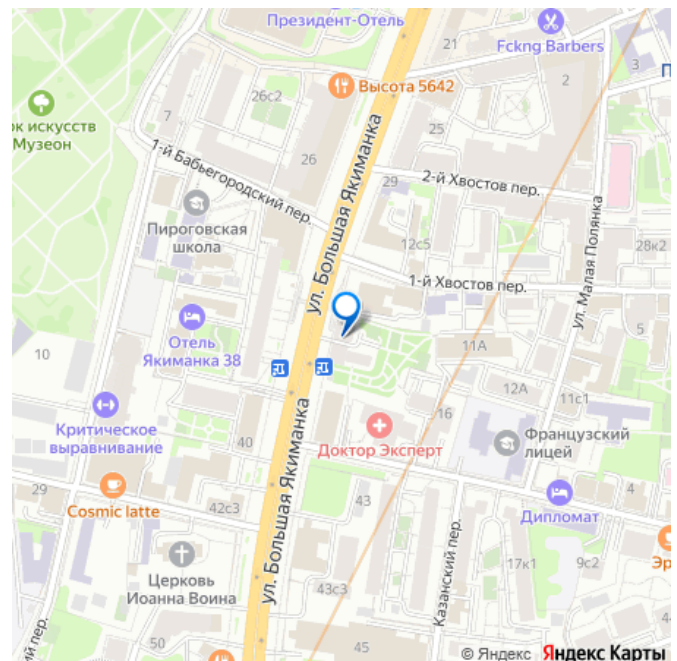 Президент-Отель
21
Fckng Barbers
3
26с2
Высота 5642
2
ок искусств
Музеон
7
25
1-й Бабьегородский пер.
26
ул. Большая Якиманка
2-й Хвостов пер.
29
Пироговская
школа
12с5
28к2
1-й Хвостов пер.
ул. Малая Полянка
Отель
Якиманка 38
10
11А
5
12А
11с1
16
Критическое
выравнивание
40
Доктор Эксперт
Французский
лицей
ул. Большая Якиманка
29
Cosmic latte
42с3
43
Дипломат
4
Казанский пер.
17к1
9с2
Эр
Церковь
Иоанна Воина
43с3
50
45
пер.
© Яндекс Яндекс Карты